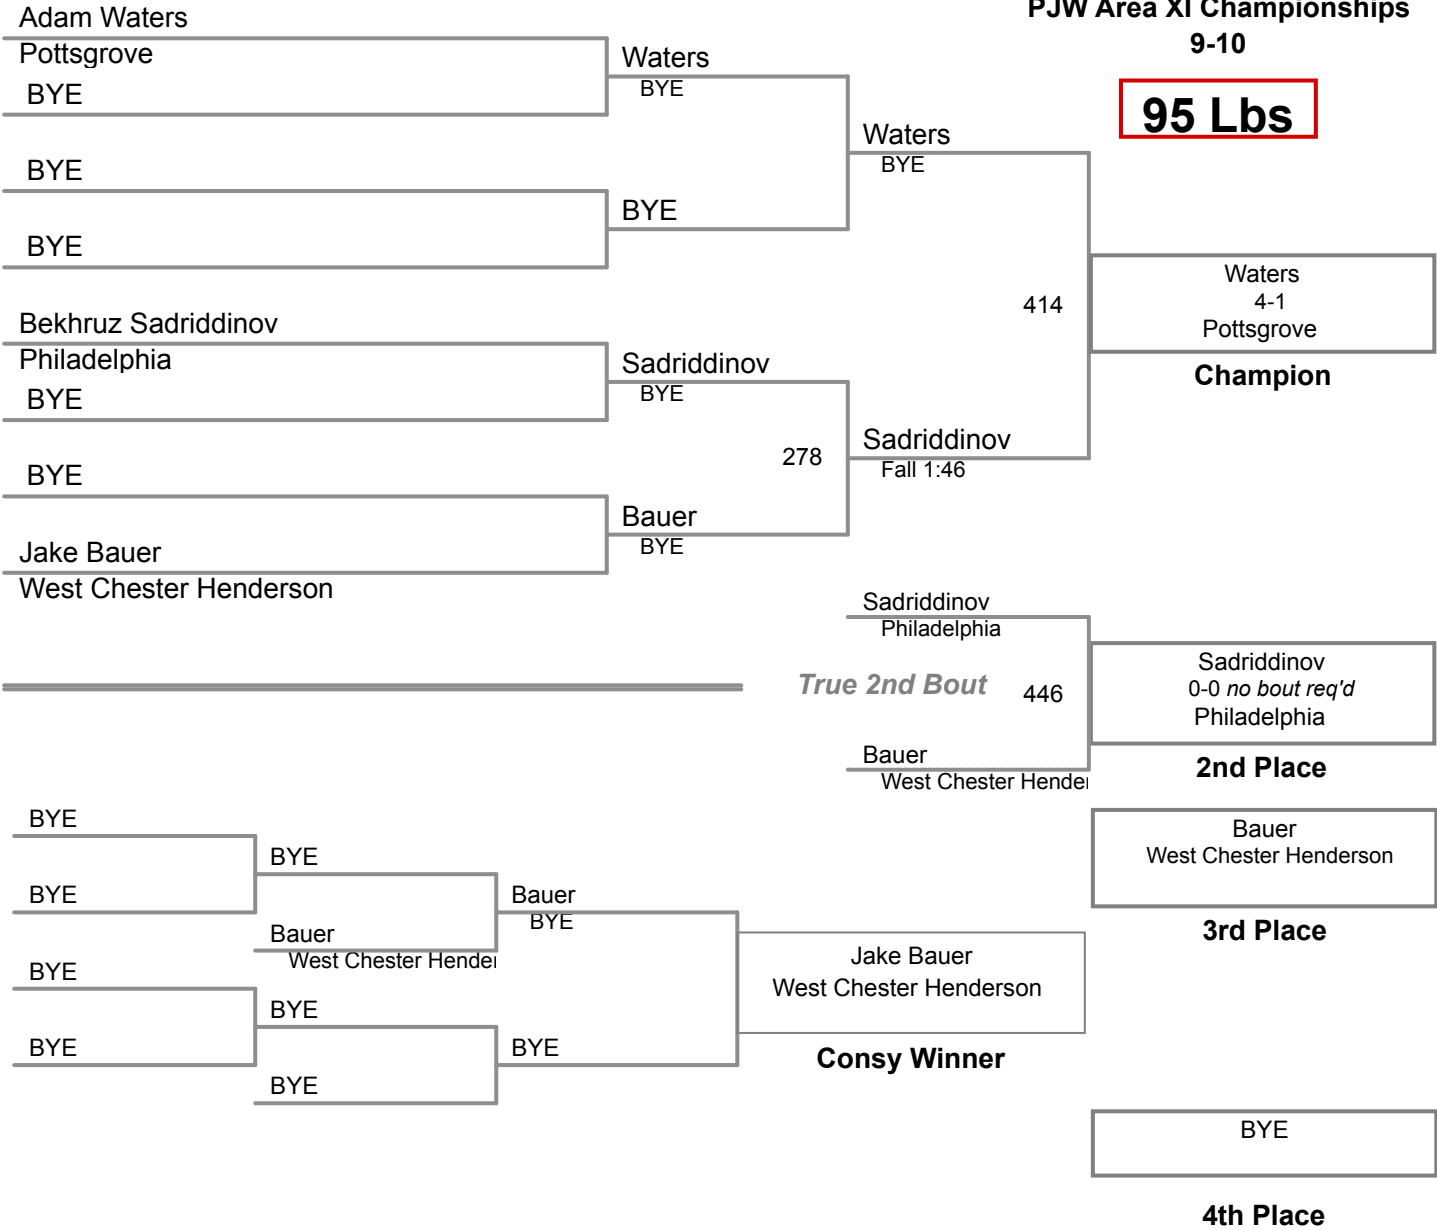 PJW Area XI Championships
9-10
95 Lbs
Adam Waters
Pottsgrove
BYE
BYE
BYE
Bekhruz Sadriddinov
Philadelphia
BYE
BYE
Jake Bauer
West Chester Henderson
Waters
BYE
BYE
Sadriddinov
BYE
278
Bauer
BYE
Waters
BYE
414
Sadriddinov
Fall 1:46
Waters
4-1
Pottsgrove
Champion
Sadriddinov
Philadelphia
True 2nd Bout
446
Bauer
West Chester Hender
Sadriddinov
0-0 no bout req'd
Philadelphia
2nd Place
BYE
BYE
BYE
BYE
BYE
Bauer
West Chester Hender
BYE
BYE
Bauer
BYE
BYE
Jake Bauer
West Chester Henderson
Consy Winner
Bauer
West Chester Henderson
3rd Place
BYE
4th Place